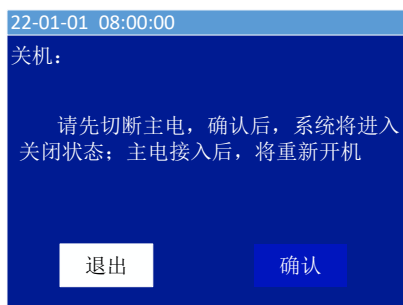 22-01-01 08:00:00
关机：
请先切断主电，确认后，系统将进入
关闭状态；主电接入后，将重新开机
退出
确认